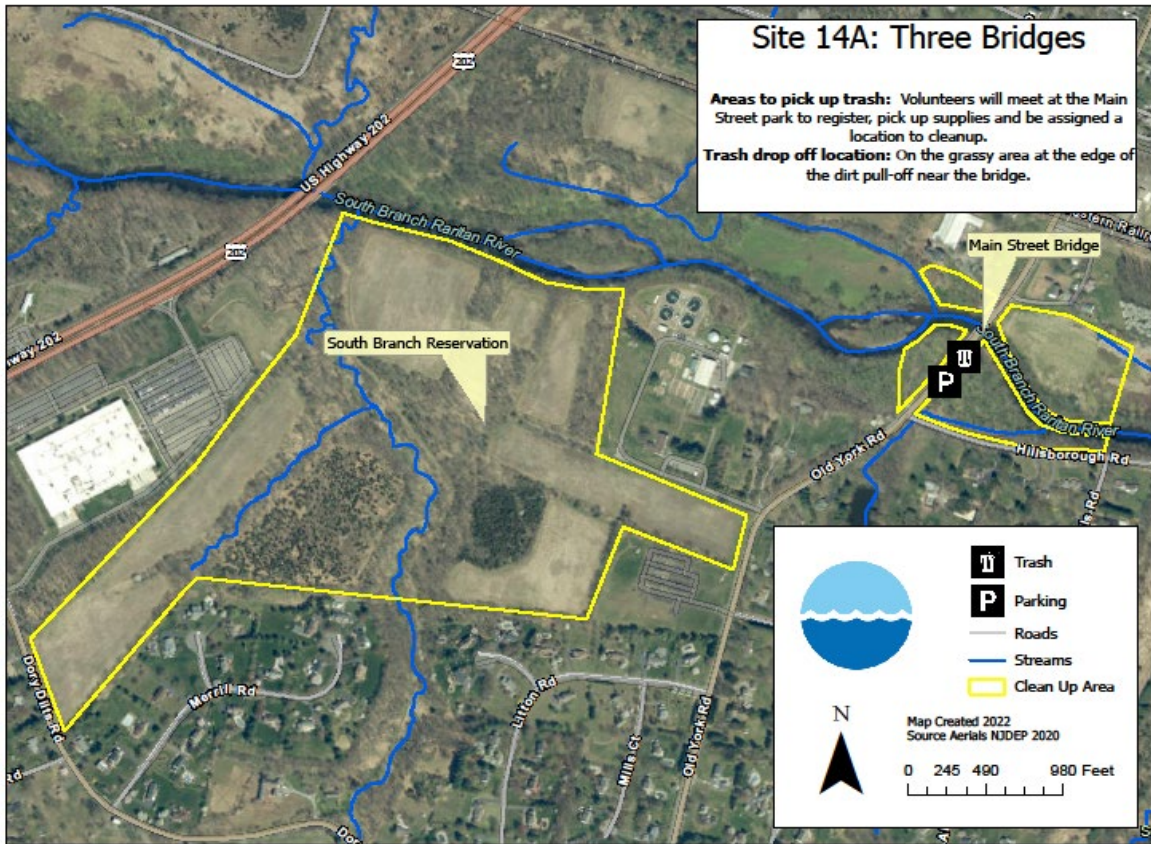 Site 14A: Three Bridges
Areas to pick up trash: Volunteers will meet at the Main
Street park to register, pick up supplies and be assigned a
location to cleanup.
Trash drop off location: On the grassy area at the edge of
the dirt pull-off near the bridge.
202
US Highway 202
South Branch Raritan River
202
Main Street Bridge
South Branch Reservation
South Branch Raritan River
P
Old York Rd
Hillsborough Rd
Dory Dilts Rd
Merrill Rd
Litton Rd
Mills Ct
Old York Rd
Trash
P Parking
Roads
Streams
Clean Up Area
N
Map Created 2022
Source Aerials NJDEP 2020
0 245 490 980 Feet